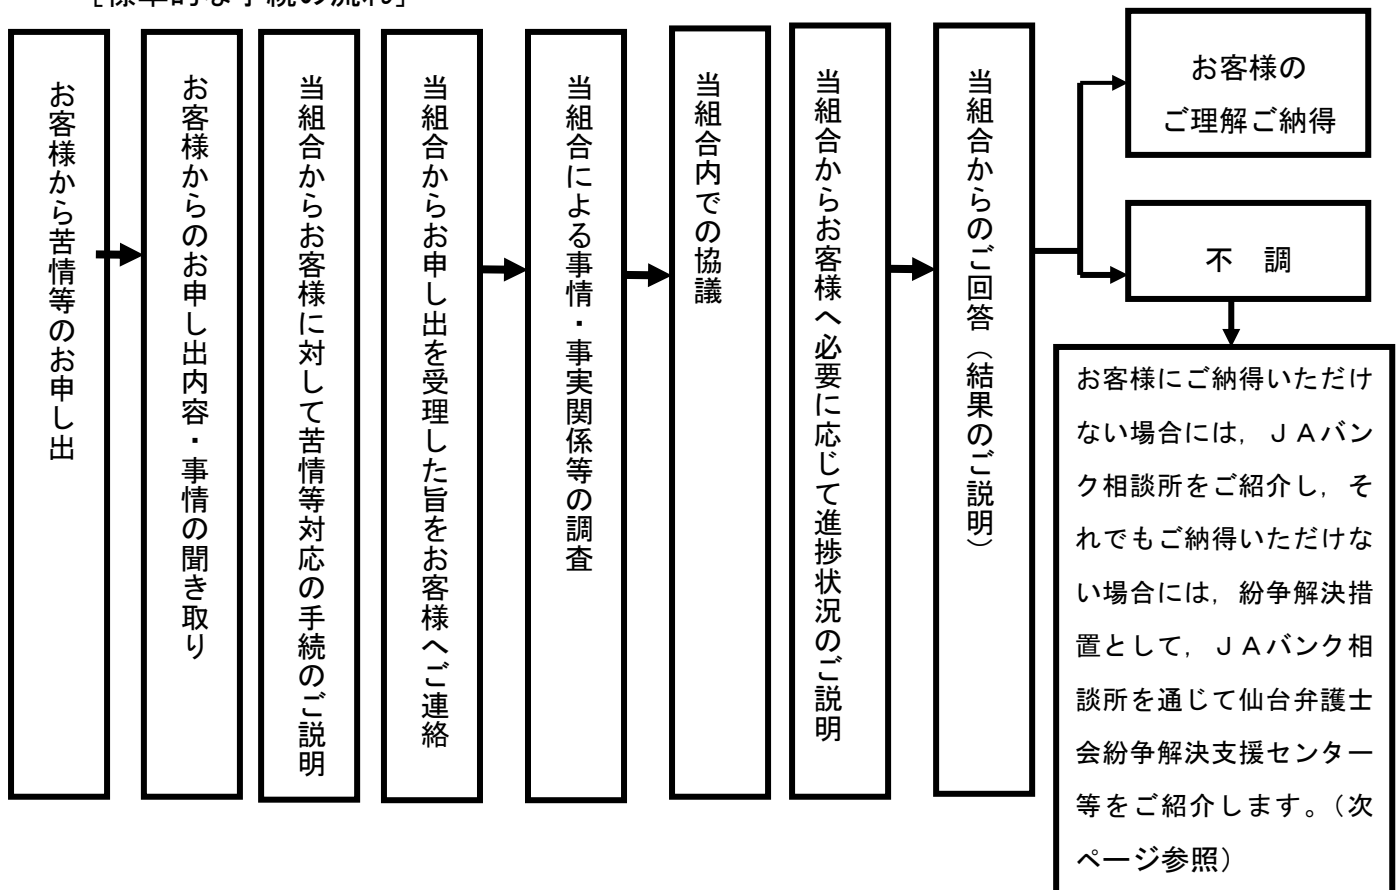 ［標準的な手続の流れ］
お客様から苦情等のお申し出
お客様からのお申し出内容・事情の聞き取り
当組合からお客様に対して苦情等対応の手続のご説明
当組合からお申し出を受理した旨をお客様へご連絡
当組合による事情・事実関係等の調査
当組合内での協議
当組合からお客様へ必要に応じて進捗状況のご説明
当組合からのご回答（結果のご説明）
お客様の
ご理解ご納得
不　調
お客様にご納得いただけ
ない場合には，ＪＡバン
ク相談所をご紹介し，そ
れでもご納得いただけな
い場合には，紛争解決措
置として，ＪＡバンク相
談所を通じて仙台弁護士
会紛争解決支援センター
等をご紹介します。（次
ページ参照）